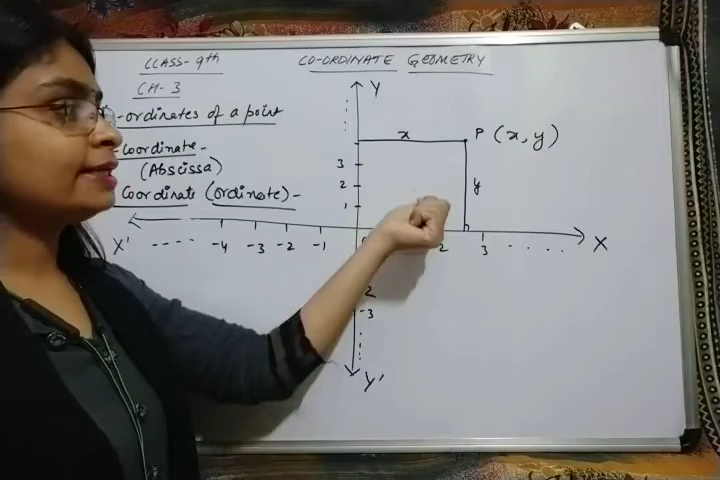 CLASS-9th
CO-ORDINATE GEOMETRY
CH-3
-ordinates of a point
-coordinate-
(Abscissa)
Coordinate (ordinate)-
Y
x
P (x, y)
3
2
y
1
X' ---- -4 -3 -2 -1 2 3 .... X
2
-3
Y'